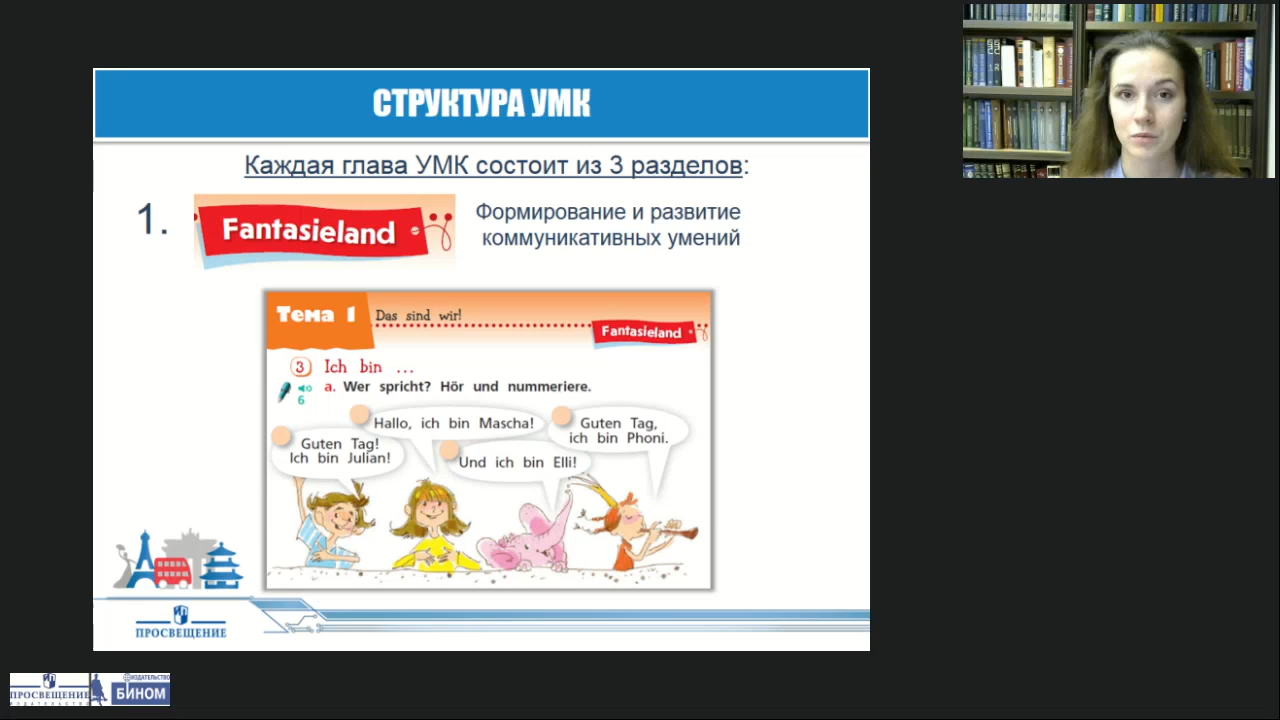 СТРУКТУРА УМК
Каждая глава УМК состоит из 3 разделов:
1.
Fantasieland
Формирование и развитие
коммуникативных умений
Тема 1
Das sind wir!
Fantasieland
3 Ich bin ...
6
a. Wer spricht? Hör und nummeriere.
Hallo, ich bin Mascha!
Guten Tag,
ich bin Phoni.
Guten Tag!
Ich bin Julian!
Und ich bin Elli!
ПРОСВЕЩЕНИЕ
ПРОСВЕЩЕНИЕ
ИЗДАТЕЛЬСТВО
ИЗДАТЕЛЬСТВО
БИНОМ